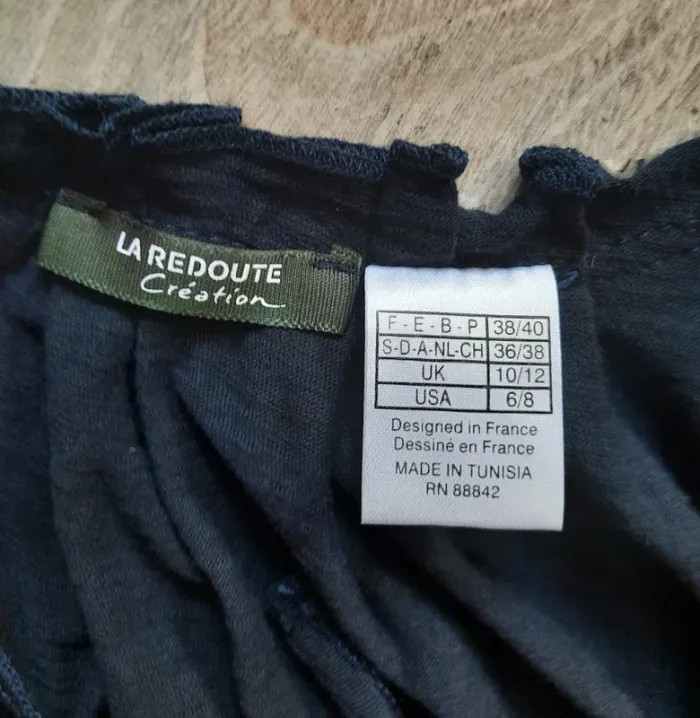 LA REDOUTE
Création
F - E - B - P 38/40
S-D-A-NL-CH 36/38
UK 10/12
USA 6/8
Designed in France
Dessiné en France
MADE IN TUNISIA
RN 88842